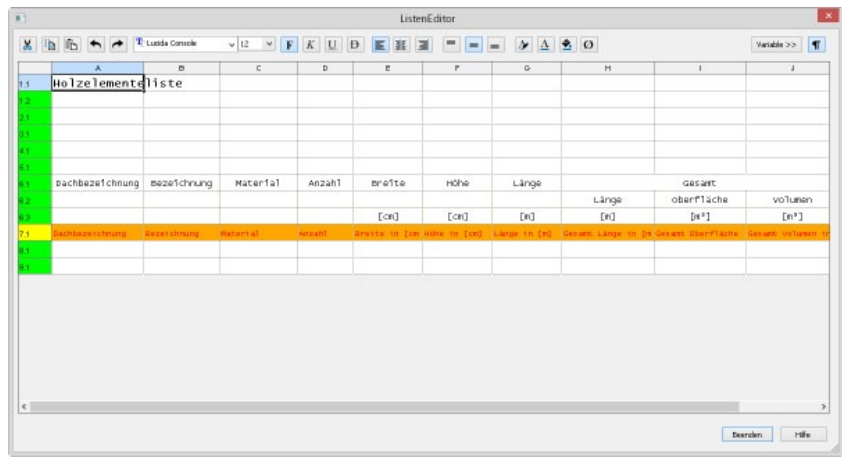 ListenEditor
Lucida Console 12 F K U D Variable >> ¶
A B C D E F G H I J
1.1 Holzelementeliste
1.2
2.1
3.1
4.1
5.1
6.1 Dachbezeichnung Bezeichnung Material Anzahl Breite Höhe Länge Gesamt
6.2 Länge Oberfläche Volumen
6.3 [cm] [cm] [m] [m] [m²] [m³]
7.1 Dachbezeichnung Bezeichnung Material Anzahl Breite in [cm Höhe in [cm] Länge in [m] Gesamt Länge in [m Gesamt Oberfläche Gesamt Volumen in
8.1
9.1
Beenden Hilfe